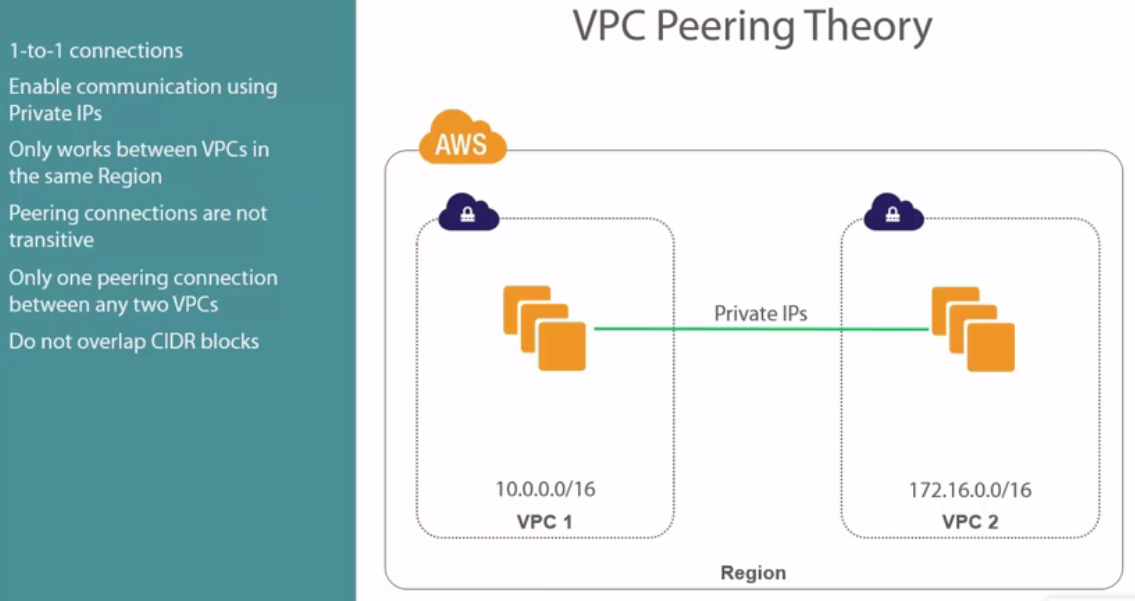 VPC Peering Theory
1-to-1 connections
Enable communication using
Private IPs
Only works between VPCs in
the same Region
Peering connections are not
transitive
Only one peering connection
between any two VPCs
Do not overlap CIDR blocks
AWS
Private IPs
10.0.0.0/16
VPC 1
172.16.0.0/16
VPC 2
Region